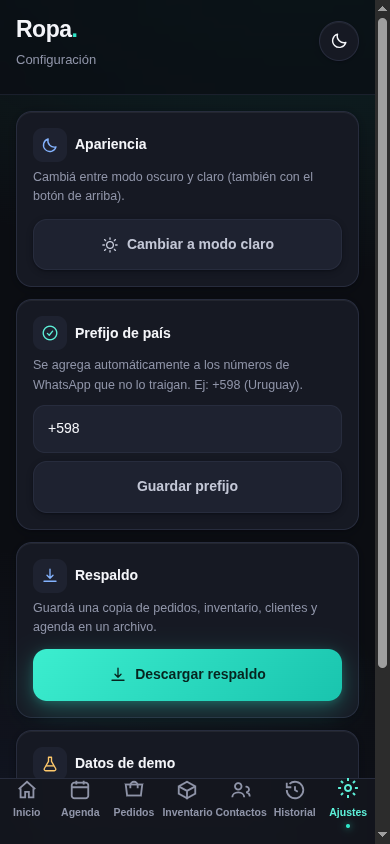 Ropa.
Configuración
Apariencia
Cambiá entre modo oscuro y claro (también con el
botón de arriba).
Cambiar a modo claro
Prefijo de país
Se agrega automáticamente a los números de
WhatsApp que no lo traigan. Ej: +598 (Uruguay).
+598
Guardar prefijo
Respaldo
Guardá una copia de pedidos, inventario, clientes y
agenda en un archivo.
Descargar respaldo
Datos de demo
Inicio Agenda Pedidos Inventario Contactos Historial Ajustes